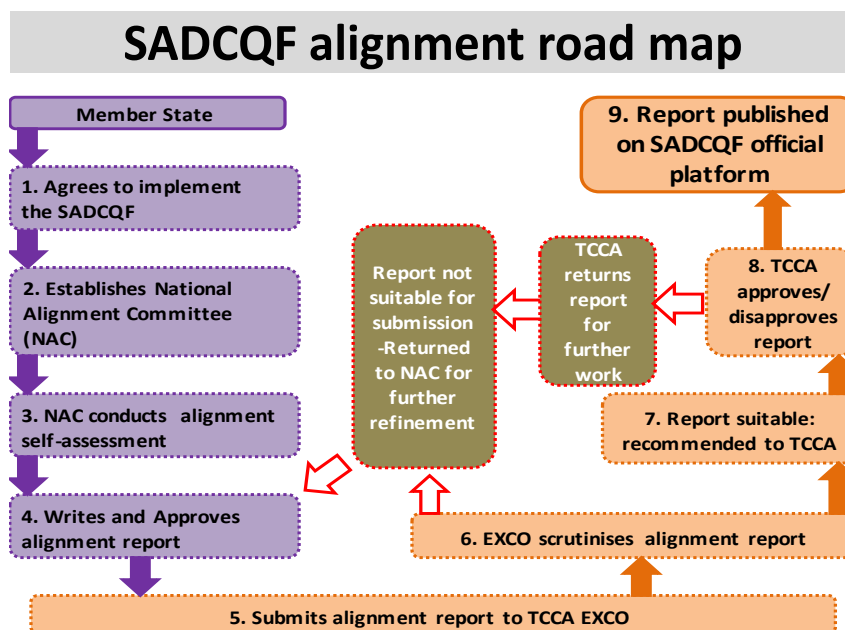 SADCQF alignment road map
Member State
1. Agrees to implement
the SADCQF
2. Establishes National
Alignment Committee
(NAC)
3. NAC conducts alignment
self-assessment
4. Writes and Approves
alignment report
5. Submits alignment report to TCCA EXCO
6. EXCO scrutinises alignment report
Report not
suitable for
submission
-Returned
to NAC for
further
refinement
TCCA
returns
report
for
further
work
7. Report suitable:
recommended to TCCA
8. TCCA
approves/
disapproves
report
9. Report published
on SADCQF official
platform